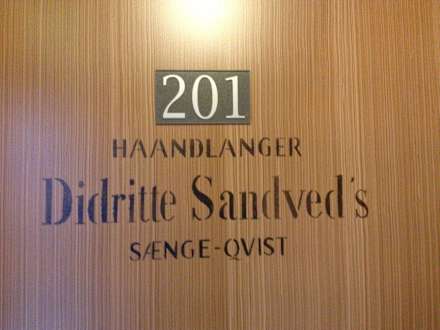 201
HAANDLANGER
Didritte Sandved's
SÆNGE-QVIST